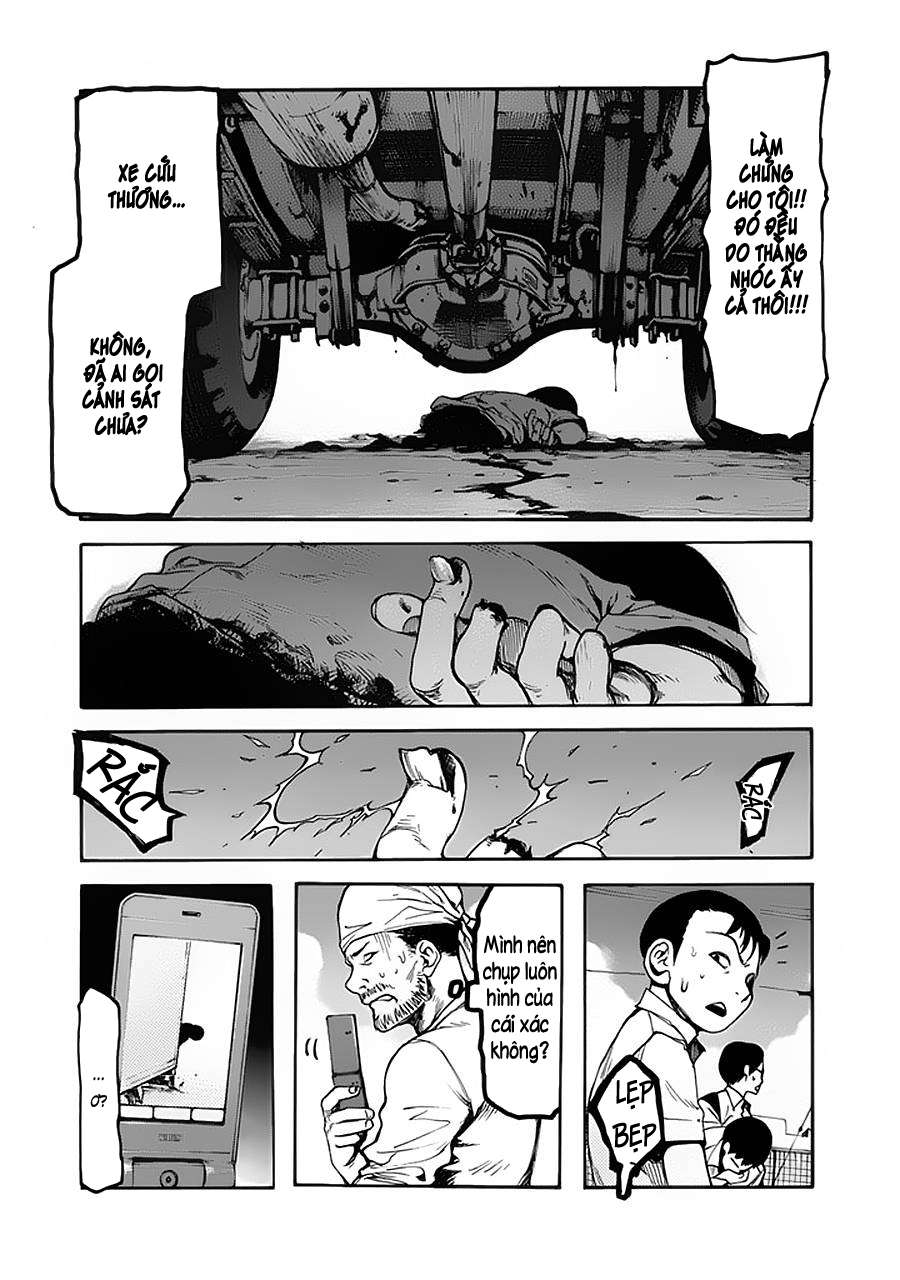 LÀM
CHỨNG
CHO TÔI!!
ĐÓ ĐỀU
DO THẰNG
NHÓC ẤY
CẢ THÔI!!!
XE CỨU
THƯƠNG...
KHÔNG,
ĐÃ AI GỌI
CẢNH SÁT
CHƯA?
RẮC
RẮC
LẸP
BẸP
Mình nên
chụp luôn
hình của
cái xác
không?
...
Ơ?